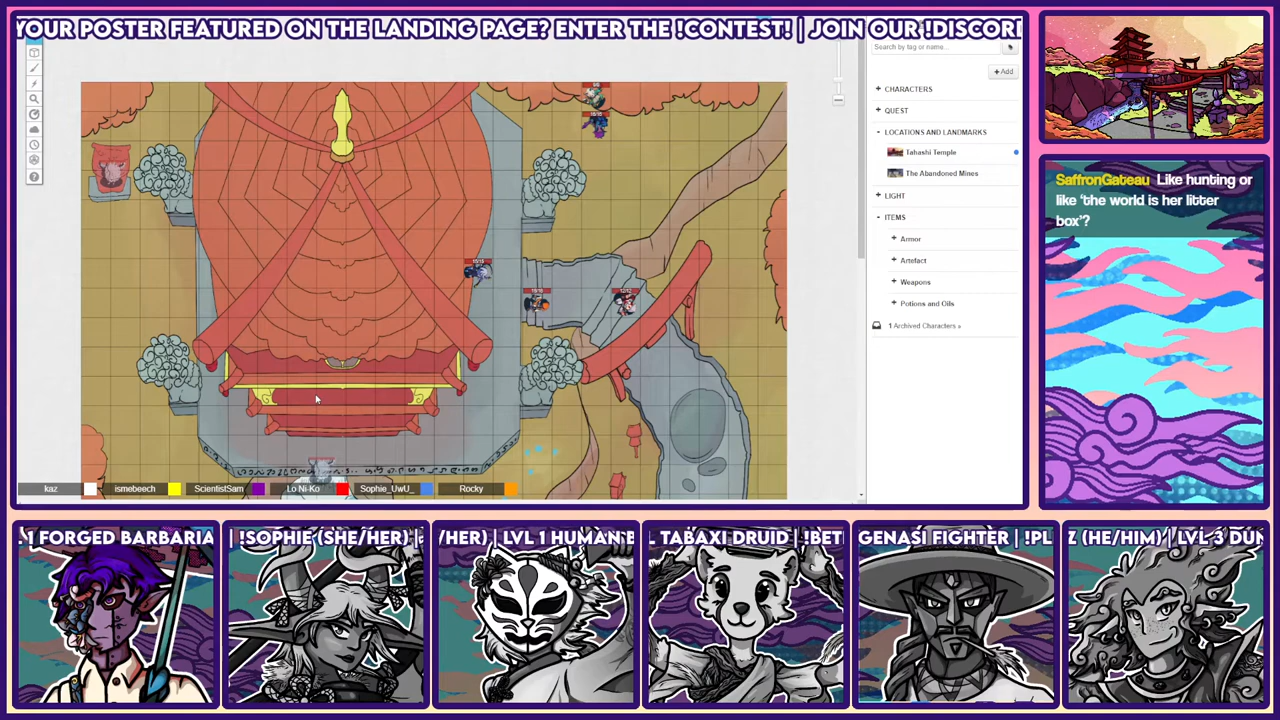 YOUR POSTER FEATURED ON THE LANDING PAGE? ENTER THE !CONTEST! | JOIN OUR !DISCORD
Search by tag or name...
+ Add
CHARACTERS
QUEST
LOCATIONS AND LANDMARKS
Tahashi Temple
The Abandoned Mines
LIGHT
ITEMS
Armor
Artefact
Weapons
Potions and Oils
1 Archived Characters »
SaffronGateau Like hunting or
like ‘the world is her litter
box’?
kaz
ismebeech
ScientistSam
Lo Ni-Ko
Sophie_UwU_
Rocky
1 FORGED BARBARIA
| !SOPHIE (SHE/HER) |
/HER) | LVL 1 HUMAN B
L TABAXI DRUID | !BET
GENASI FIGHTER | !PL
Z (HE/HIM) | LVL 3 DUN